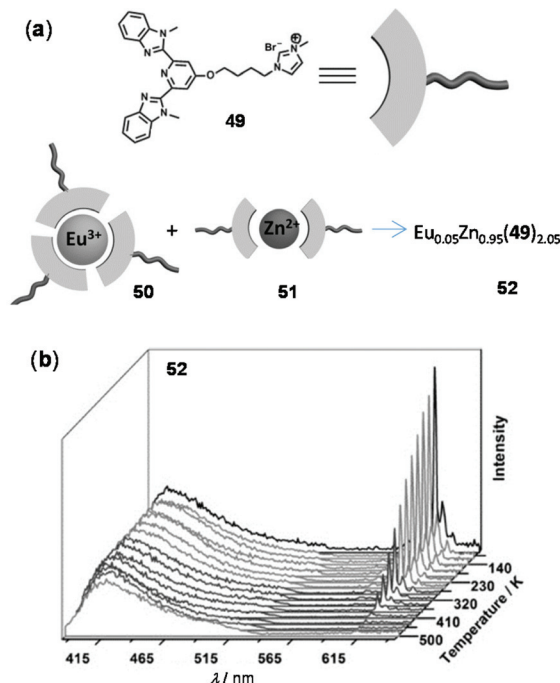 (a)
N
N
N
N
N
O
Br⁻
N
+
N
49
Eu³⁺
+
Zn²⁺
Eu₀.₀₅Zn₀.₉₅(49)₂.₀₅
50
51
52
(b)
52
Intensity
140
230
320
410
500
Temperature / K
415
465
515
565
615
λ/ nm